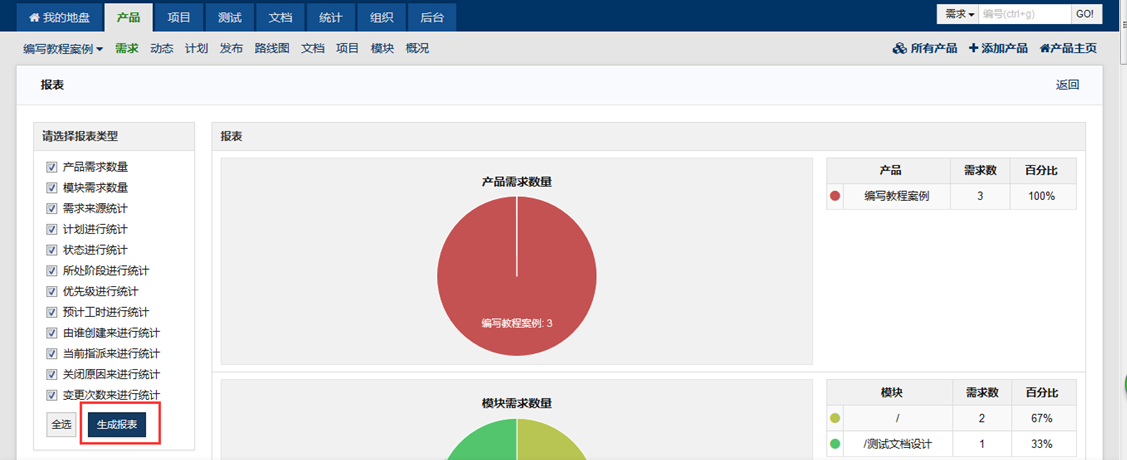 我的地盘 产品 项目 测试 文档 统计 组织 后台 需求 编号(ctrl+g) GO!
编写教程案例 需求 动态 计划 发布 路线图 文档 项目 模块 概况 所有产品 添加产品 产品主页
报表 返回
请选择报表类型
产品需求数量
模块需求数量
需求来源统计
计划进行统计
状态进行统计
所处阶段进行统计
优先级进行统计
预计工时进行统计
由谁创建来进行统计
当前指派来进行统计
关闭原因来进行统计
变更次数来进行统计
全选 生成报表
报表
产品需求数量
编写教程案例: 3
产品 需求数 百分比
编写教程案例 3 100%
模块需求数量
模块 需求数 百分比
/ 2 67%
/测试文档设计 1 33%